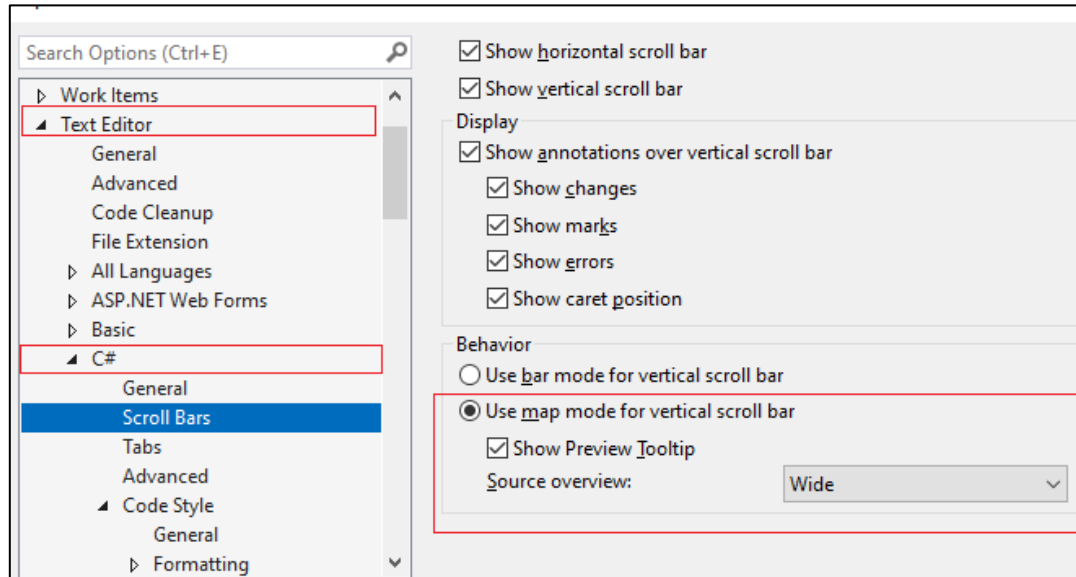 Search Options (Ctrl+E)
Work Items
Text Editor
General
Advanced
Code Cleanup
File Extension
All Languages
ASP.NET Web Forms
Basic
C#
General
Scroll Bars
Tabs
Advanced
Code Style
General
Formatting
Show horizontal scroll bar
Show vertical scroll bar
Display
Show annotations over vertical scroll bar
Show changes
Show marks
Show errors
Show caret position
Behavior
Use bar mode for vertical scroll bar
Use map mode for vertical scroll bar
Show Preview Tooltip
Source overview:
Wide